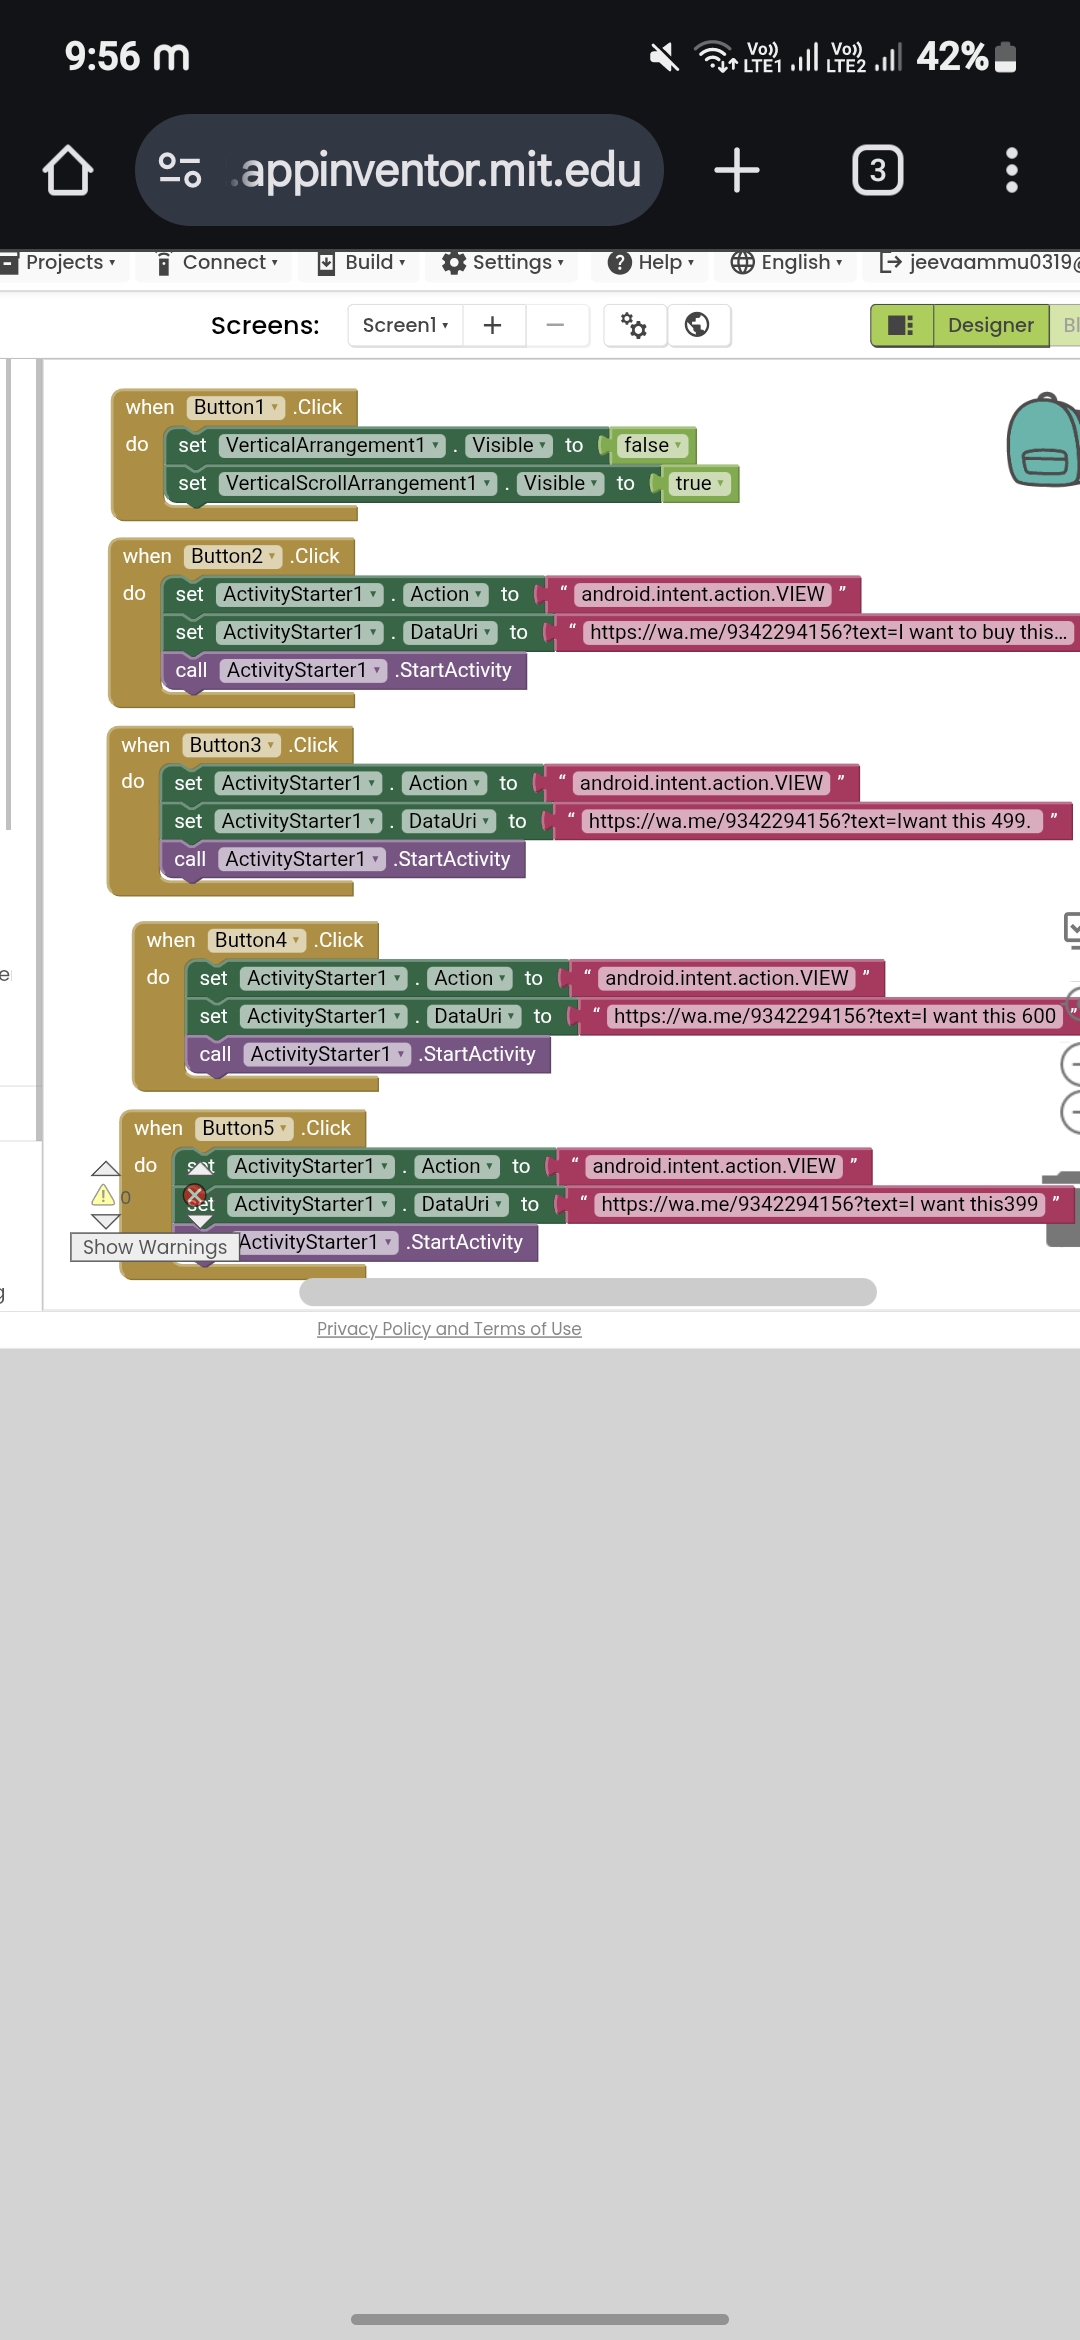 9:56 m
Vo)) LTE1 Vo)) LTE2 42%
.appinventor.mit.edu
3
Projects Connect Build Settings Help English jeevaammu0319@
Screens: Screen1 + − Designer Bl
when Button1 .Click
do set VerticalArrangement1 . Visible to false
set VerticalScrollArrangement1 . Visible to true
when Button2 .Click
do set ActivityStarter1 . Action to “ android.intent.action.VIEW ”
set ActivityStarter1 . DataUri to “ https://wa.me/9342294156?text=I want to buy this...
call ActivityStarter1 .StartActivity
when Button3 .Click
do set ActivityStarter1 . Action to “ android.intent.action.VIEW ”
set ActivityStarter1 . DataUri to “ https://wa.me/9342294156?text=Iwant this 499. ”
call ActivityStarter1 .StartActivity
when Button4 .Click
do set ActivityStarter1 . Action to “ android.intent.action.VIEW ”
set ActivityStarter1 . DataUri to “ https://wa.me/9342294156?text=I want this 600 ”
call ActivityStarter1 .StartActivity
when Button5 .Click
do set ActivityStarter1 . Action to “ android.intent.action.VIEW ”
0 set ActivityStarter1 . DataUri to “ https://wa.me/9342294156?text=I want this399 ”
Show Warnings ActivityStarter1 .StartActivity
Privacy Policy and Terms of Use